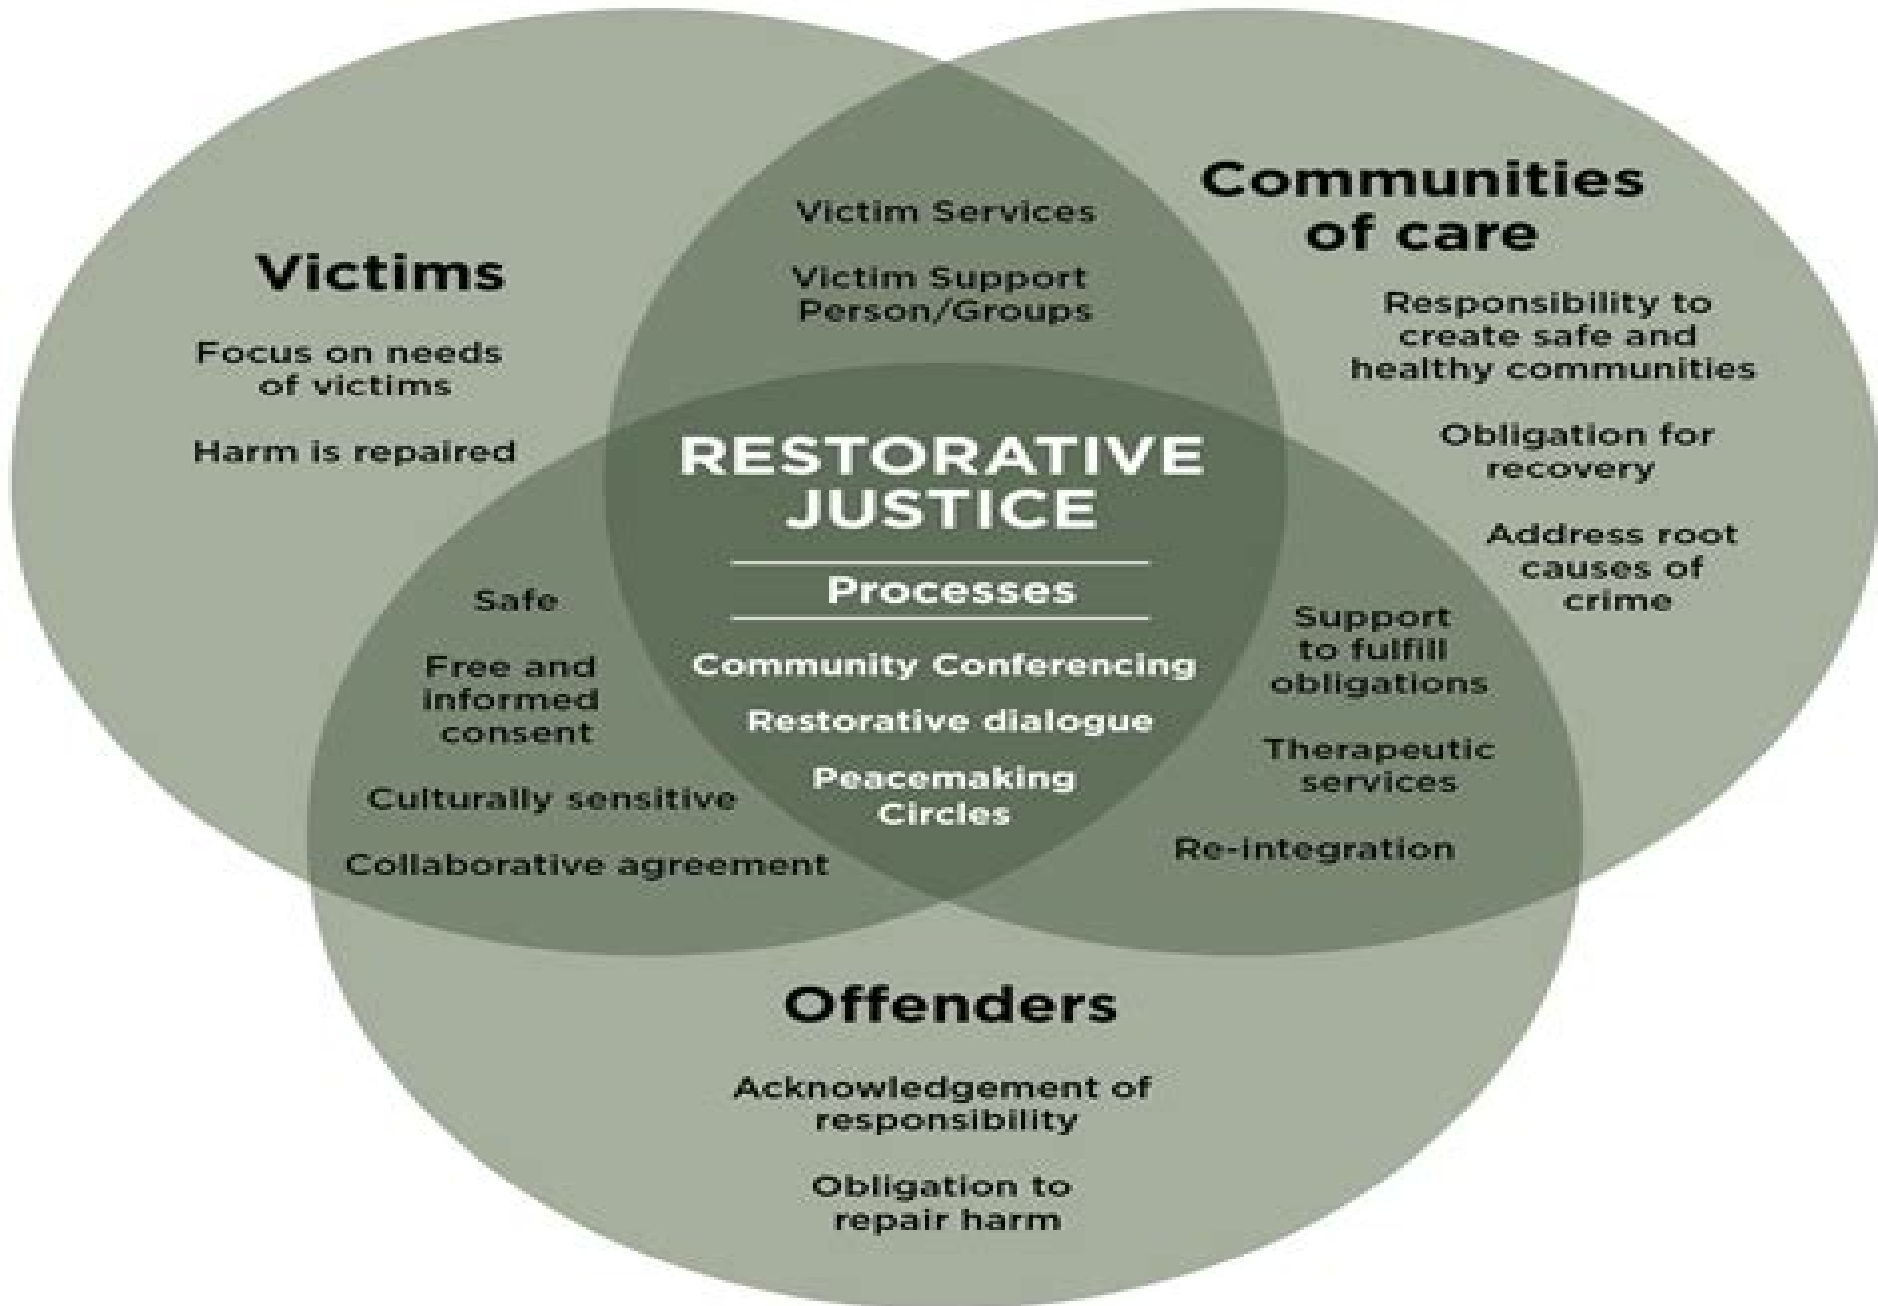 Victims
Focus on needs
of victims
Harm is repaired
Victim Services
Victim Support
Person/Groups
Communities
of care
Responsibility to
create safe and
healthy communities
Obligation for
recovery
Address root
causes of
crime
RESTORATIVE
JUSTICE
Processes
Community Conferencing
Restorative dialogue
Peacemaking
Circles
Safe
Free and
informed
consent
Culturally sensitive
Collaborative agreement
Support
to fulfill
obligations
Therapeutic
services
Re-integration
Offenders
Acknowledgement of
responsibility
Obligation to
repair harm